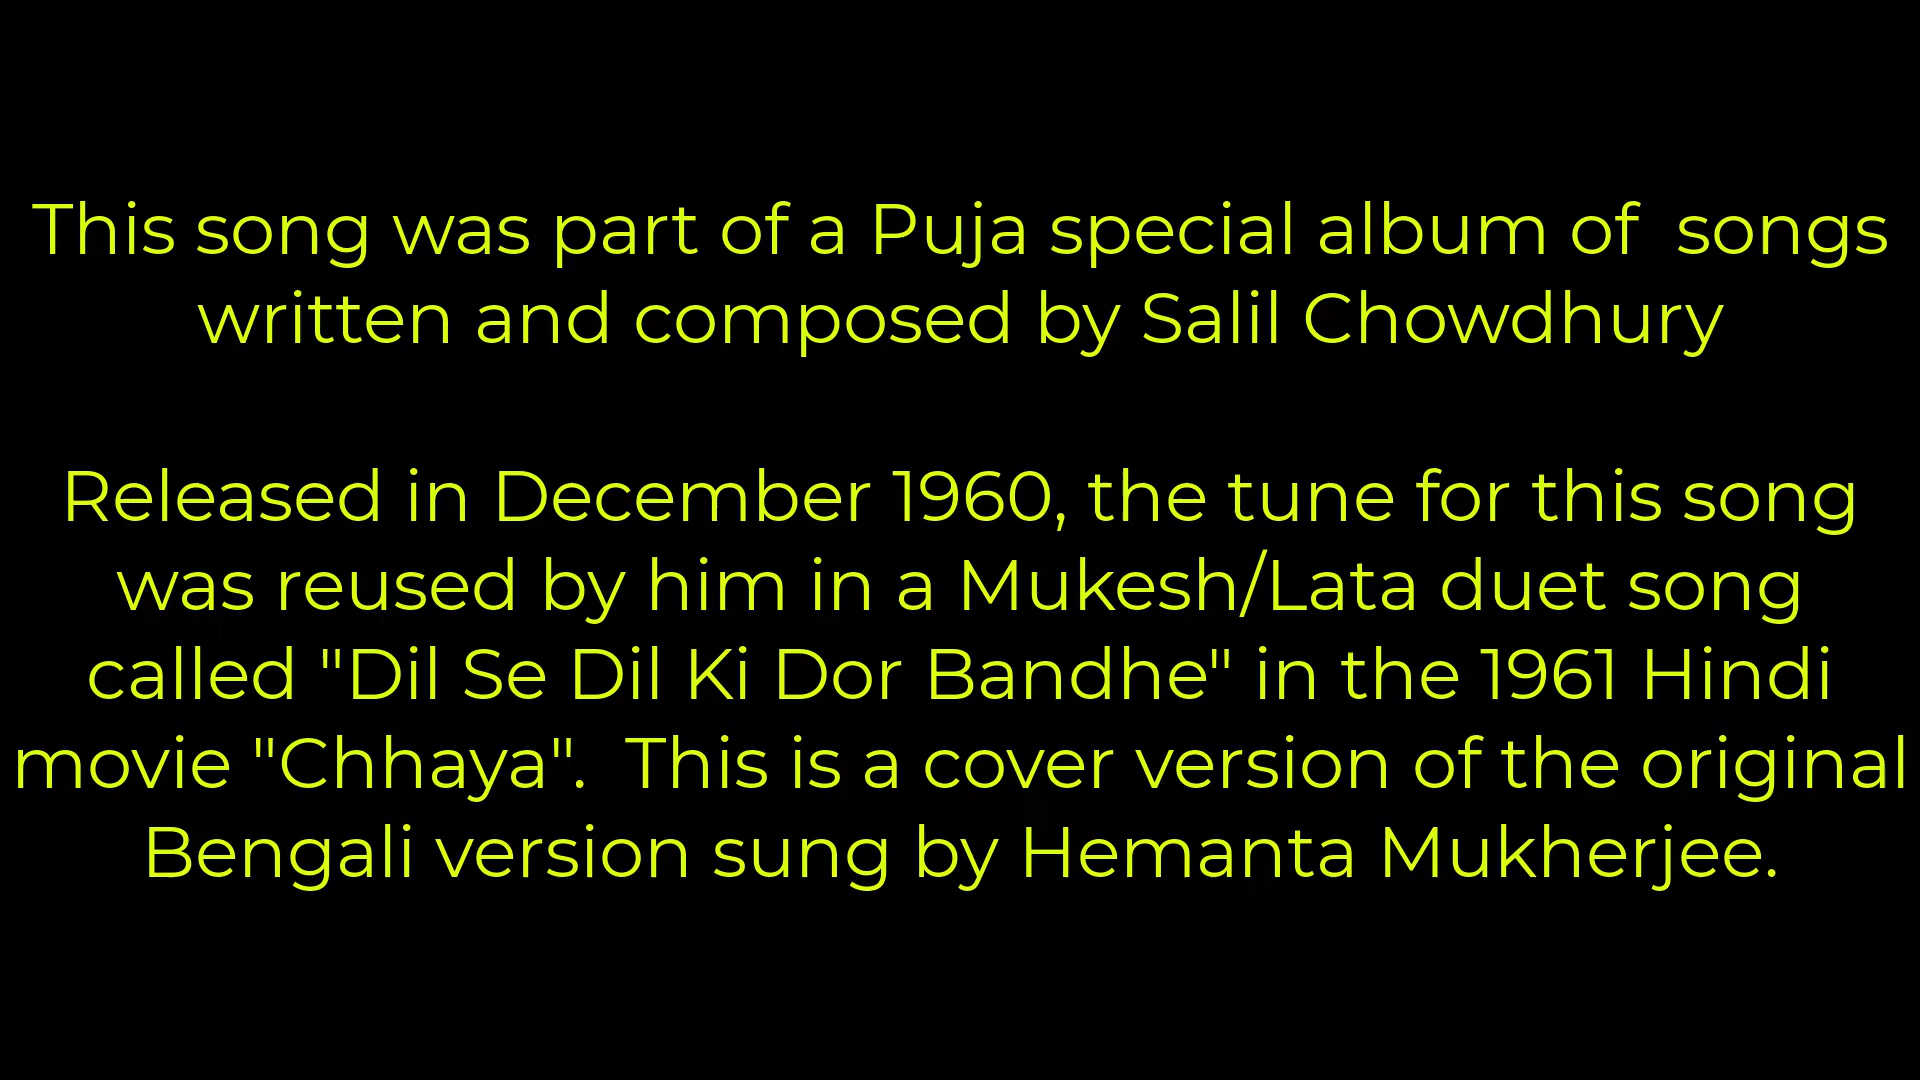 This song was part of a Puja special album of  songs
written and composed by Salil Chowdhury
Released in December 1960, the tune for this song
was reused by him in a Mukesh/Lata duet song
called "Dil Se Dil Ki Dor Bandhe" in the 1961 Hindi
movie "Chhaya".  This is a cover version of the original
Bengali version sung by Hemanta Mukherjee.